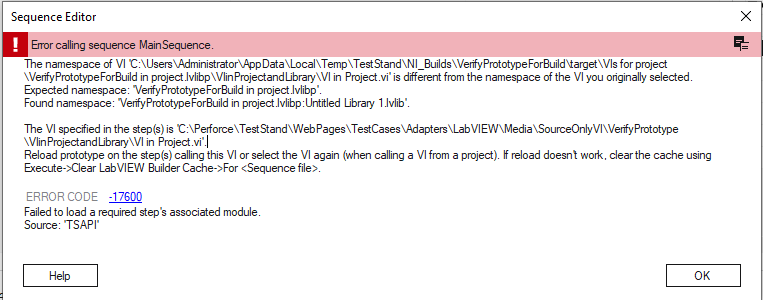 Sequence Editor
Error calling sequence MainSequence.
The namespace of VI 'C:\Users\Administrator\AppData\Local\Temp\TestStand\NI_Builds\VerifyPrototypeForBuild\target\VIs for project
\VerifyPrototypeForBuild in project.lvlibp\VIinProjectandLibrary\VI in Project.vi' is different from the namespace of the VI you originally selected.
Expected namespace: 'VerifyPrototypeForBuild in project.lvlibp'.
Found namespace: 'VerifyPrototypeForBuild in project.lvlibp:Untitled Library 1.lvlib'.
The VI specified in the step(s) is 'C:\Perforce\TestStand\WebPages\TestCases\Adapters\LabVIEW\Media\SourceOnlyVI\VerifyPrototype
\VIinProjectandLibrary\VI in Project.vi'.
Reload prototype on the step(s) calling this VI or select the VI again (when calling a VI from a project). If reload doesn't work, clear the cache using
Execute->Clear LabVIEW Builder Cache->For <Sequence file>.
ERROR CODE -17600
Failed to load a required step's associated module.
Source: 'TSAPI'
Help OK